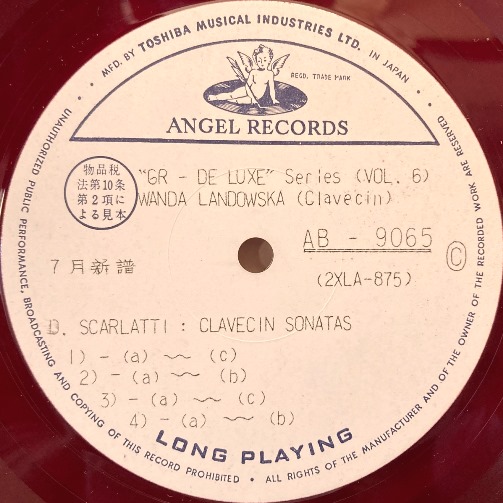 MFD. BY TOSHIBA MUSICAL INDUSTRIES LTD. IN JAPAN
REGD. TRADE MARK
ANGEL RECORDS
物品税
法第10条
第2項に
よる見本
"GR - DE LUXE" Series (VOL. 6)
WANDA LANDOWSKA (Clavecin)
AB - 9065
Ⓒ
(2XLA-875)
7月新譜
D. SCARLATTI : CLAVECIN SONATAS
1) - (a) ~~ (c)
2) - (a) ~~ (b)
3) - (a) ~~ (c)
4) - (a) ~~ (b)
LONG PLAYING
UNAUTHORIZED PUBLIC PERFORMANCE, BROADCASTING AND COPYING OF THIS RECORD PROHIBITED • ALL RIGHTS OF THE MANUFACTURER AND OF THE OWNER OF THE RECORDED WORK ARE RESERVED